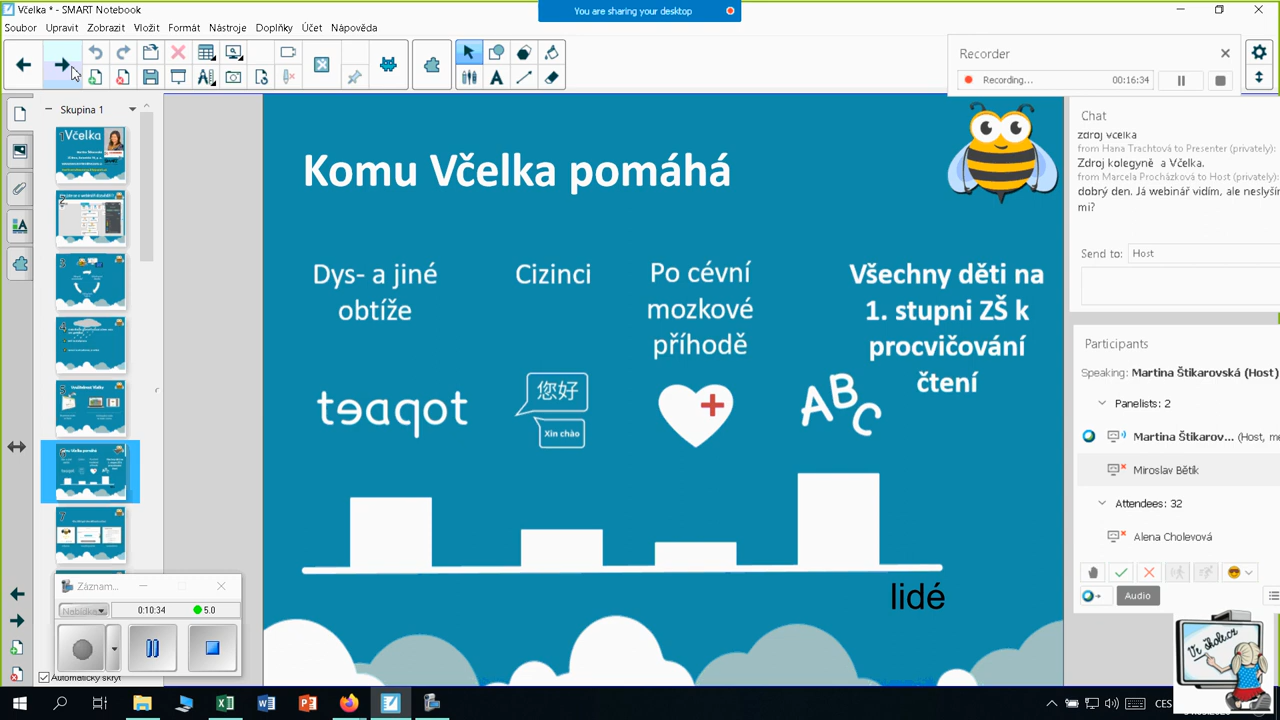 Včelka * - SMART Notebook
You are sharing your desktop
Soubor Upravit Zobrazit Vložit Formát Nástroje Doplňky Účet Nápověda
Recorder
Recording...
00:16:34
Skupina 1
Včelka
Komu Včelka pomáhá
Dys- a jiné
obtíže
Cizinci
Po cévní
mozkové
příhodě
Všechny děti na
1. stupni ZŠ k
procvičování
čtení
teaqot
您好
Xin chào
ABC
lidé
Chat
zdroj včelka
from Hana Trachtová to Presenter (privately):
Zdroj kolegyně a Včelka.
from Marcela Procházková to Host (privately):
dobrý den. Já webinář vidím, ale neslyším
mi?
Send to: Host
Participants
Speaking: Martina Štikarovská (Host)
Panelists: 2
Martina Štikarov... (Host, me
Miroslav Bětík
Attendees: 32
Alena Cholevová
Audio
Záznam...
Nabídka
0:10:34
5.0
Automaticky skrýt
Ve škole.cz
CES